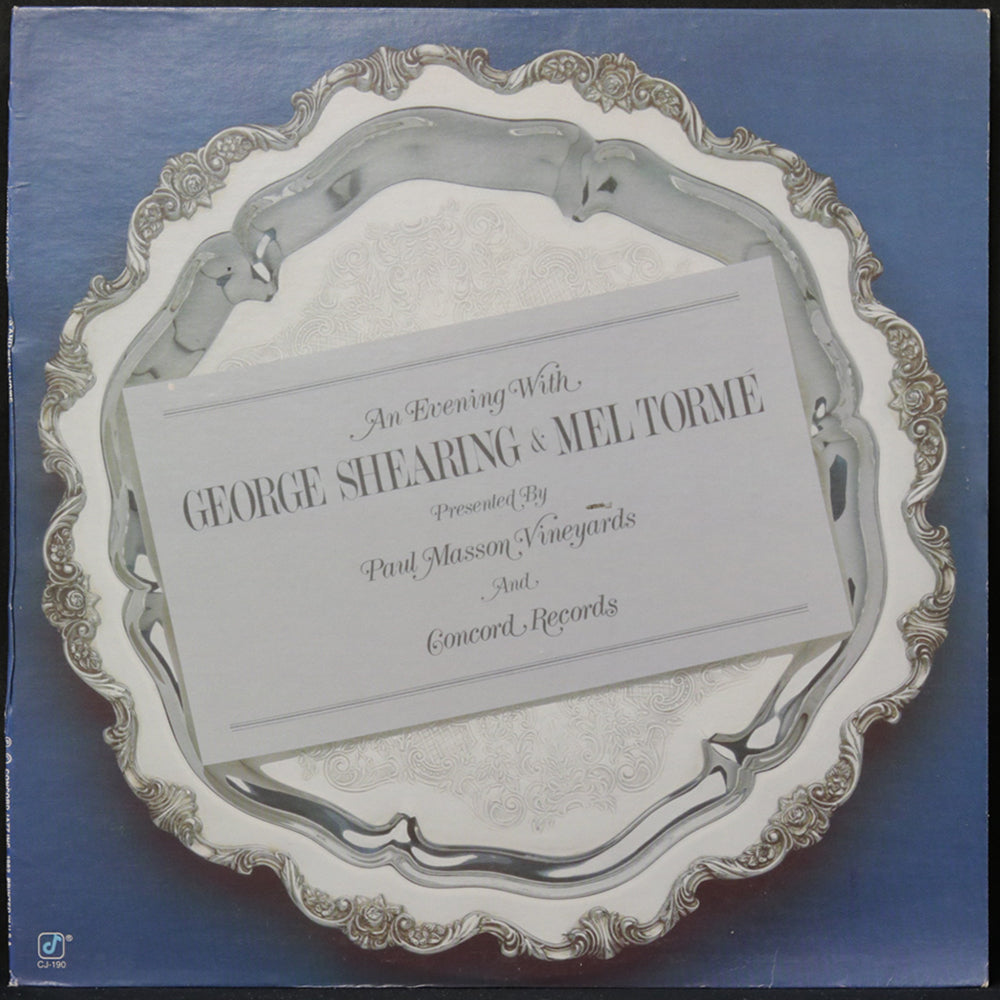 An Evening With
GEORGE SHEARING & MEL TORMÉ
Presented By
Paul Masson Vineyards
And
Concord Records
®
CJ-190